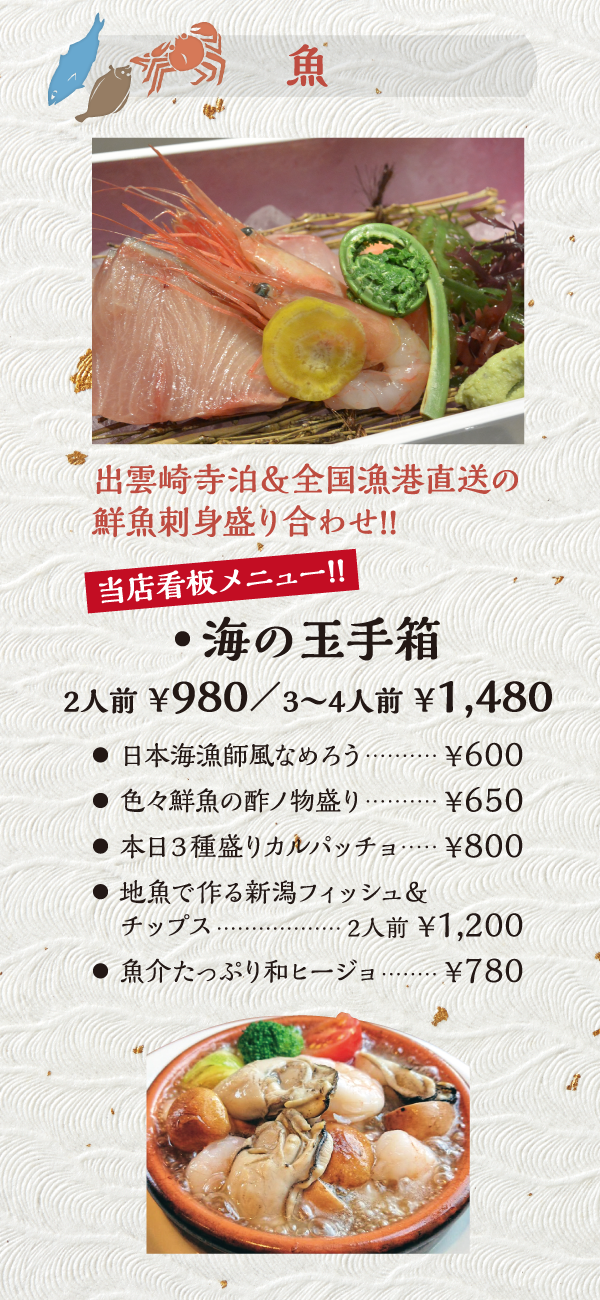 魚
出雲崎寺泊＆全国漁港直送の
鮮魚刺身盛り合わせ!!
当店看板メニュー!!
・海の玉手箱
2人前 ¥980／3〜4人前 ¥1,480
● 日本海漁師風なめろう………… ¥600
● 色々鮮魚の酢ノ物盛り………… ¥650
● 本日３種盛りカルパッチョ…… ¥800
● 地魚で作る新潟フィッシュ＆
チップス………………2人前 ¥1,200
● 魚介たっぷり和ヒージョ……… ¥780